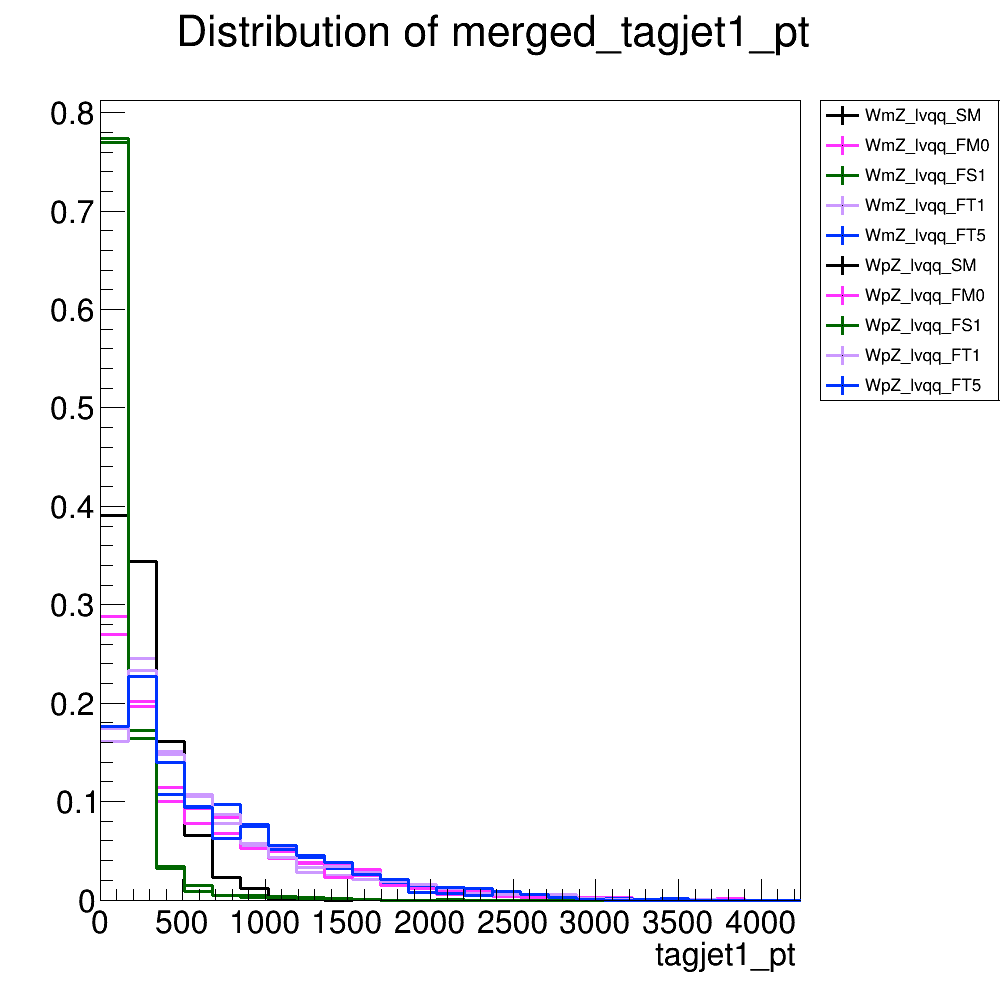 Distribution of merged_tagjet1_pt
0.8
0.7
0.6
0.5
0.4
0.3
0.2
0.1
0
0 500 1000 1500 2000 2500 3000 3500 4000
tagjet1_pt
WmZ_lvqq_SM
WmZ_lvqq_FM0
WmZ_lvqq_FS1
WmZ_lvqq_FT1
WmZ_lvqq_FT5
WpZ_lvqq_SM
WpZ_lvqq_FM0
WpZ_lvqq_FS1
WpZ_lvqq_FT1
WpZ_lvqq_FT5